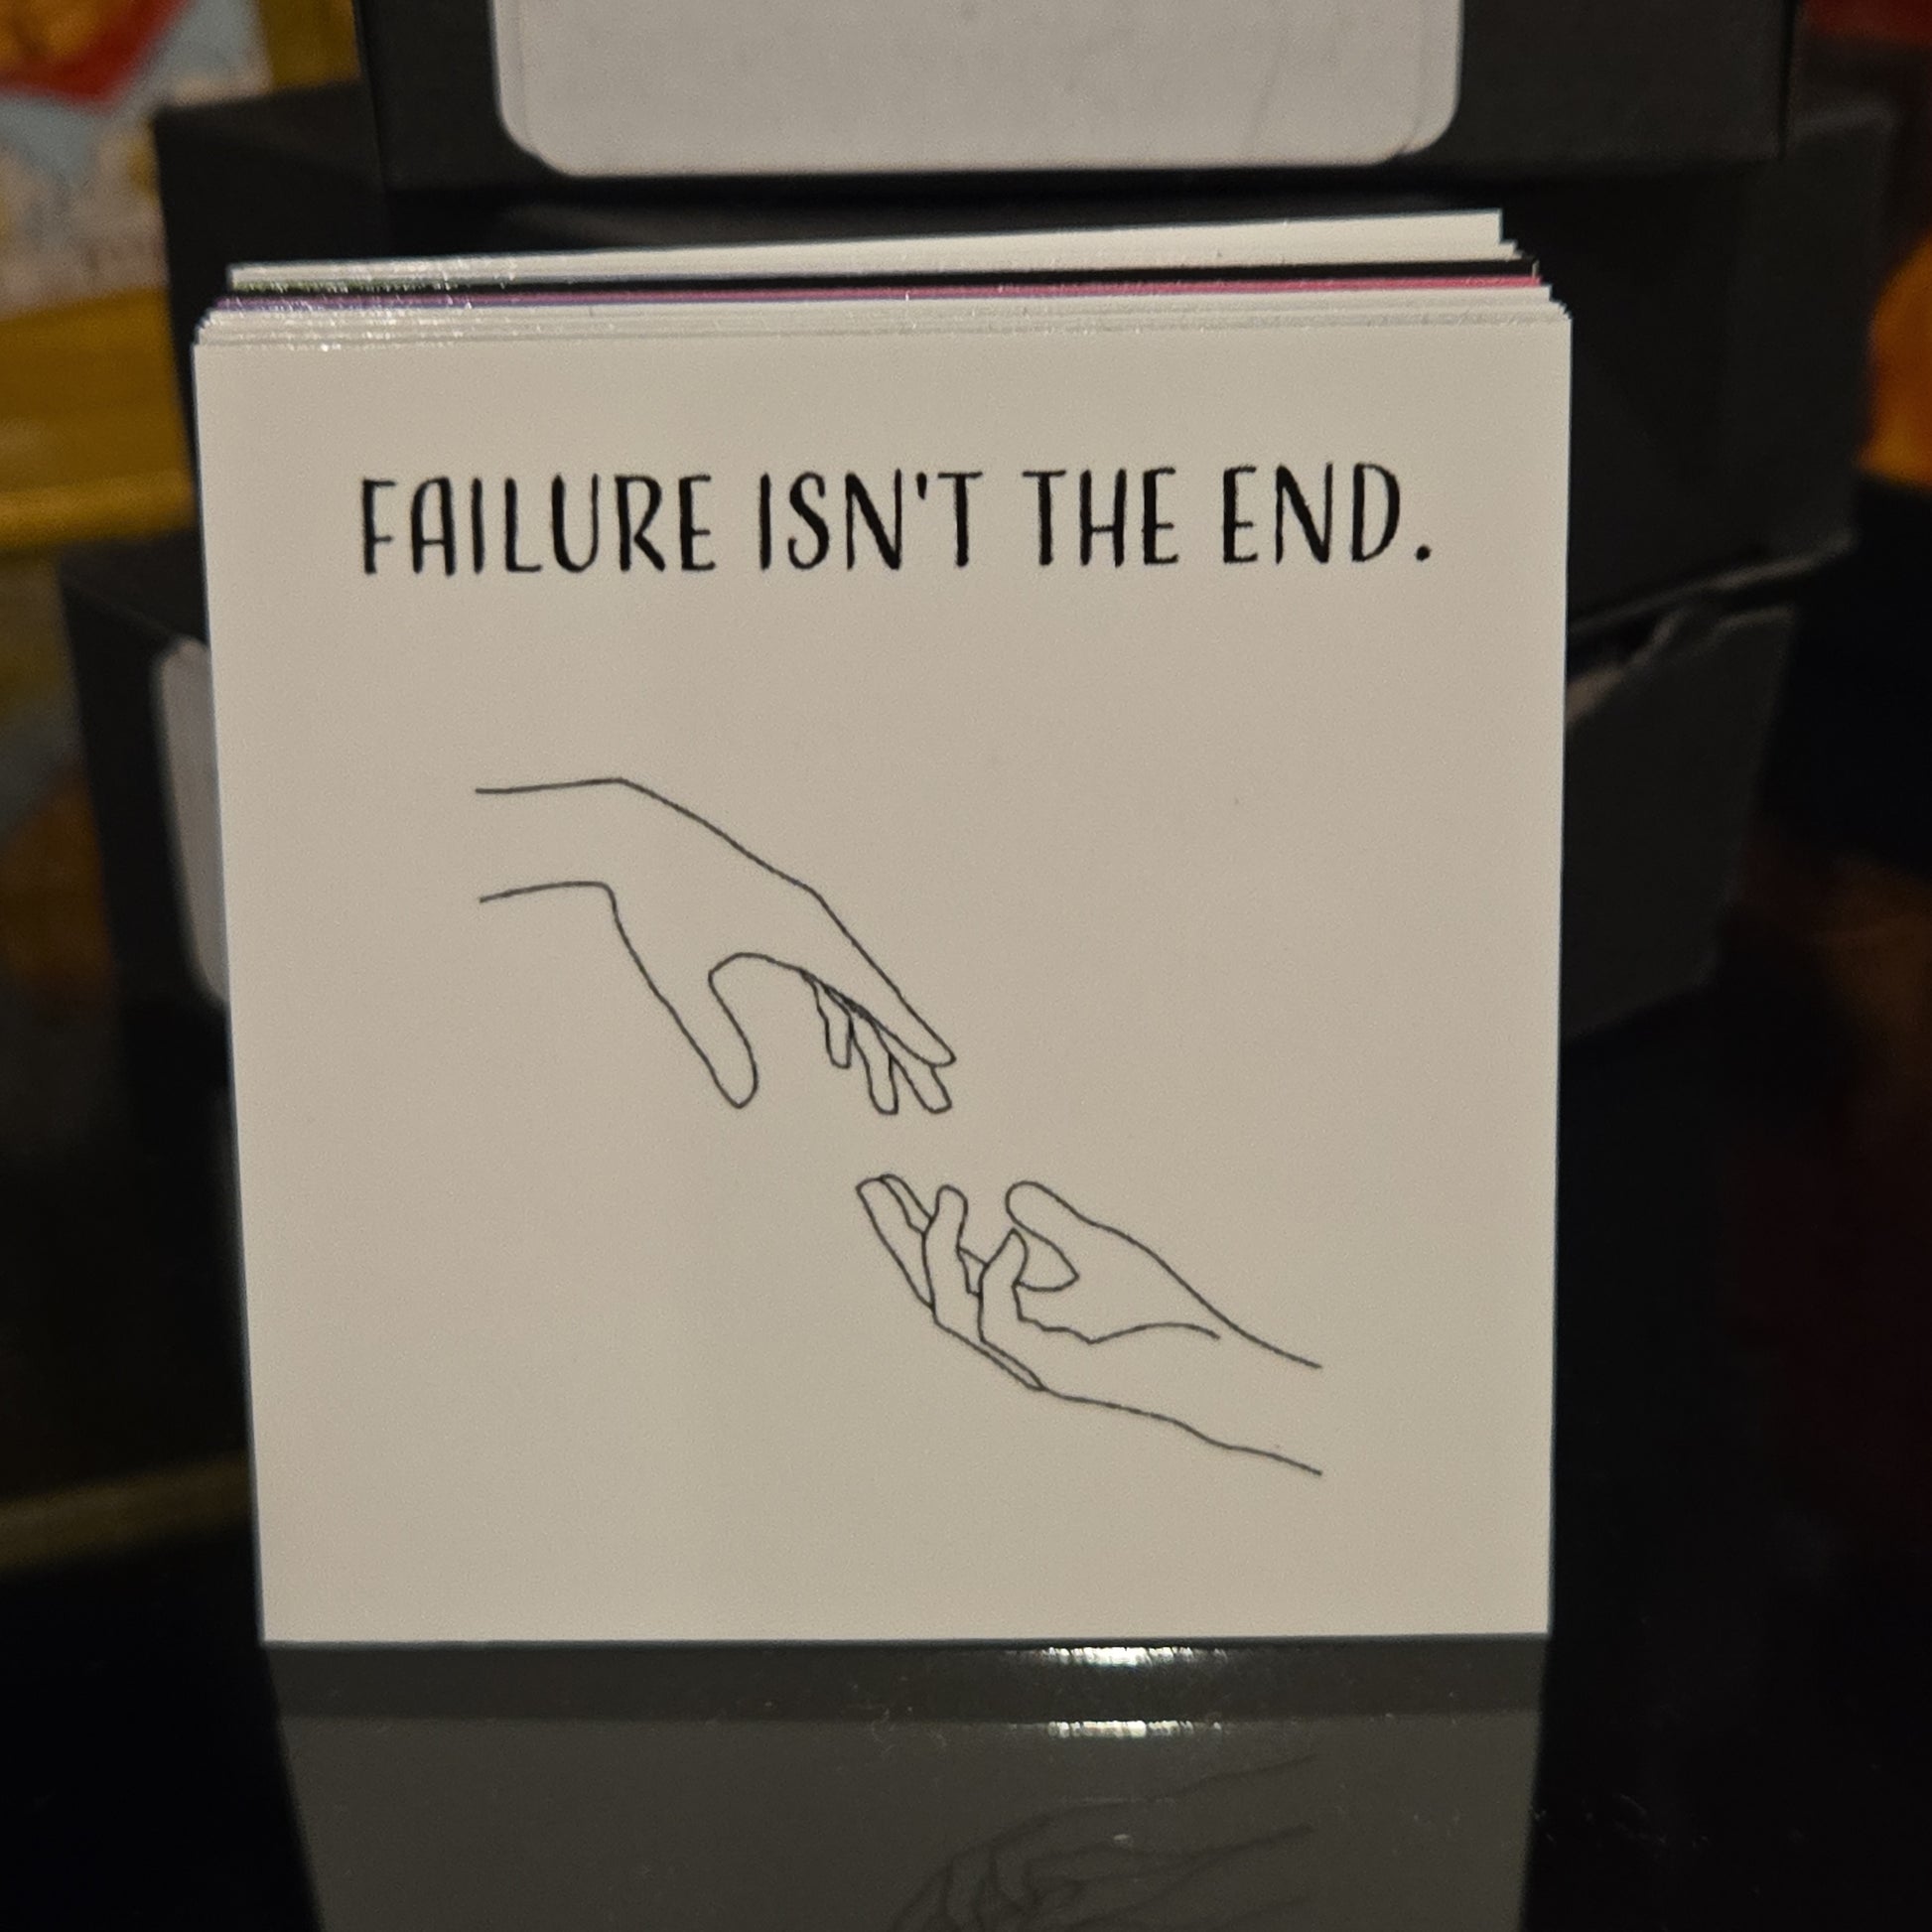 FAILURE ISN'T THE END.